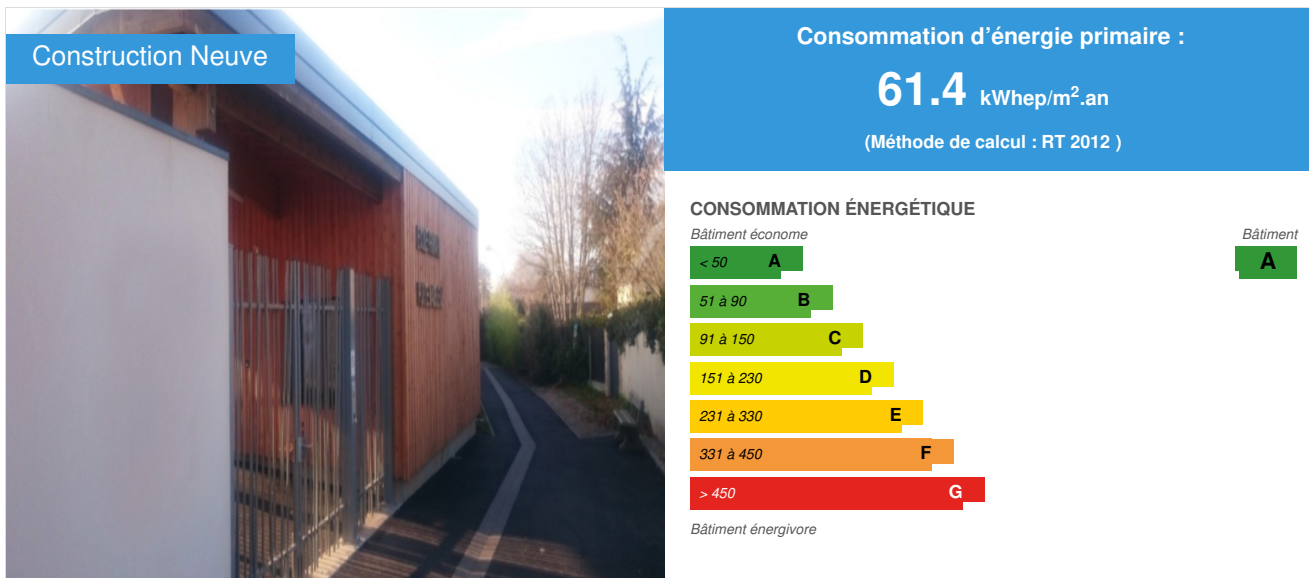 Construction Neuve
Consommation d'énergie primaire :
61.4 kWhep/m².an
(Méthode de calcul : RT 2012 )
CONSOMMATION ÉNERGÉTIQUE
Bâtiment économe
Bâtiment
< 50 A
A
51 à 90 B
91 à 150 C
151 à 230 D
231 à 330 E
331 à 450 F
> 450 G
Bâtiment énergivore